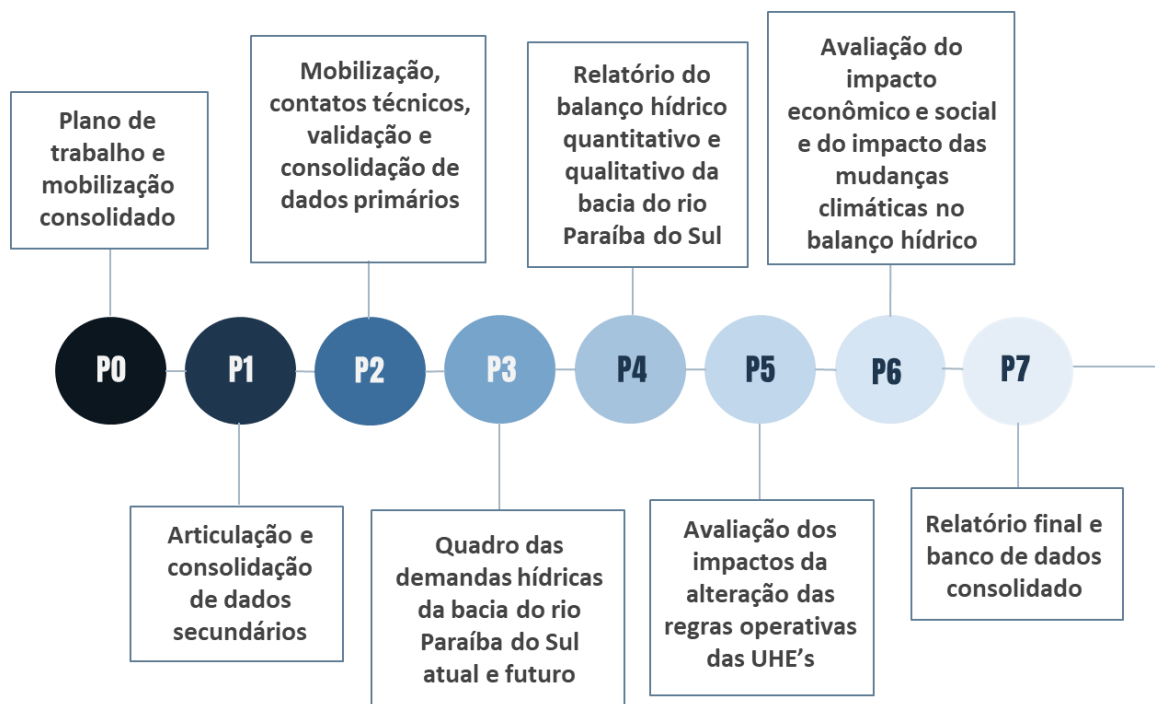 Plano de
trabalho e
mobilização
consolidado
Mobilização,
contatos técnicos,
validação e
consolidação de
dados primários
Relatório do
balanço hídrico
quantitativo e
qualitativo da
bacia do rio
Paraíba do Sul
Avaliação do
impacto
econômico e social
e do impacto das
mudanças
climáticas no
balanço hídrico
P0
P1
P2
P3
P4
P5
P6
P7
Articulação e
consolidação
de dados
secundários
Quadro das
demandas hídricas
da bacia do rio
Paraíba do Sul
atual e futuro
Avaliação dos
impactos da
alteração das
regras operativas
das UHE’s
Relatório final e
banco de dados
consolidado